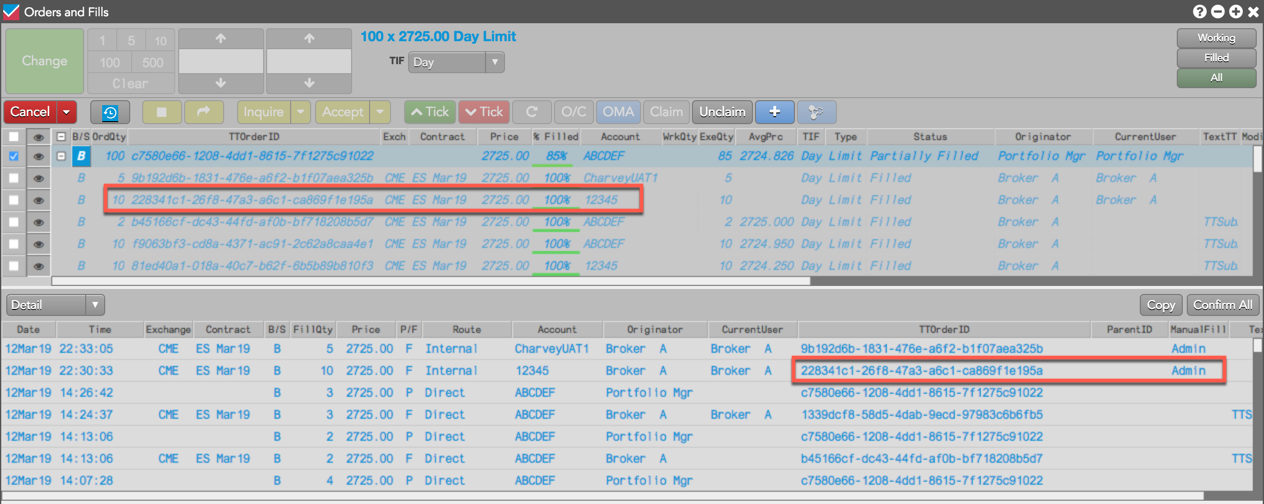 Orders and Fills
100 x 2725.00 Day Limit
Change
1 5 10
100 500
Clear
TIF Day
Working
Filled
All
Cancel Inquire Accept Tick Tick C O/C OMA Claim Unclaim +
B/S OrdQty TTOrderID Exch Contract Price % Filled Account WrkQty ExeQty AvgPrc TIF Type Status Originator CurrentUser TextTT Modi
B 100 c7580e66-1208-4dd1-8615-7f1275c91022 2725.00 85% ABCDEF 85 2724.826 Day Limit Partially Filled Portfolio Mgr Portfolio Mgr
B 5 9b192d6b-1831-476e-a6f2-b1f07aea325b CME ES Mar19 2725.00 100% CharveyUAT1 5 Day Limit Filled Broker A Broker A
B 10 228341c1-26f8-47a3-a6c1-ca869f1e195a CME ES Mar19 2725.00 100% 12345 10 Day Limit Filled Broker A Broker A
B 2 b45166cf-dc43-44fd-af0b-bf718208b5d7 CME ES Mar19 2725.00 100% ABCDEF 2 2725.000 Day Limit Filled Broker A TTSub
B 10 f9063bf3-cd8a-4371-ac91-2c62a8caa4e1 CME ES Mar19 2725.00 100% ABCDEF 10 2724.950 Day Limit Filled Broker A TTSub
B 10 81ed40a1-018a-40c7-b62f-6b5b89b810f3 CME ES Mar19 2725.00 100% 12345 10 2724.250 Day Limit Filled Broker A TTSub
Detail Copy Confirm All
Date Time Exchange Contract B/S FillQty Price P/F Route Account Originator CurrentUser TTOrderID ParentID ManualFill Tex
12Mar19 22:33:05 CME ES Mar19 B 5 2725.00 F Internal CharveyUAT1 Broker A Broker A 9b192d6b-1831-476e-a6f2-b1f07aea325b Admin
12Mar19 22:30:33 CME ES Mar19 B 10 2725.00 F Internal 12345 Broker A Broker A 228341c1-26f8-47a3-a6c1-ca869f1e195a Admin
12Mar19 14:26:42 B 3 2725.00 P Direct ABCDEF Portfolio Mgr c7580e66-1208-4dd1-8615-7f1275c91022
12Mar19 14:24:37 CME ES Mar19 B 3 2725.00 F Direct ABCDEF Broker A Broker A 1339dcf8-58d5-4dab-9ecd-97983c6b6fb5 TTS
12Mar19 14:13:06 B 2 2725.00 P Direct ABCDEF Portfolio Mgr c7580e66-1208-4dd1-8615-7f1275c91022
12Mar19 14:13:06 CME ES Mar19 B 2 2725.00 F Direct ABCDEF Broker A b45166cf-dc43-44fd-af0b-bf718208b5d7 TTS
12Mar19 14:07:28 B 4 2725.00 P Direct ABCDEF Portfolio Mgr c7580e66-1208-4dd1-8615-7f1275c91022